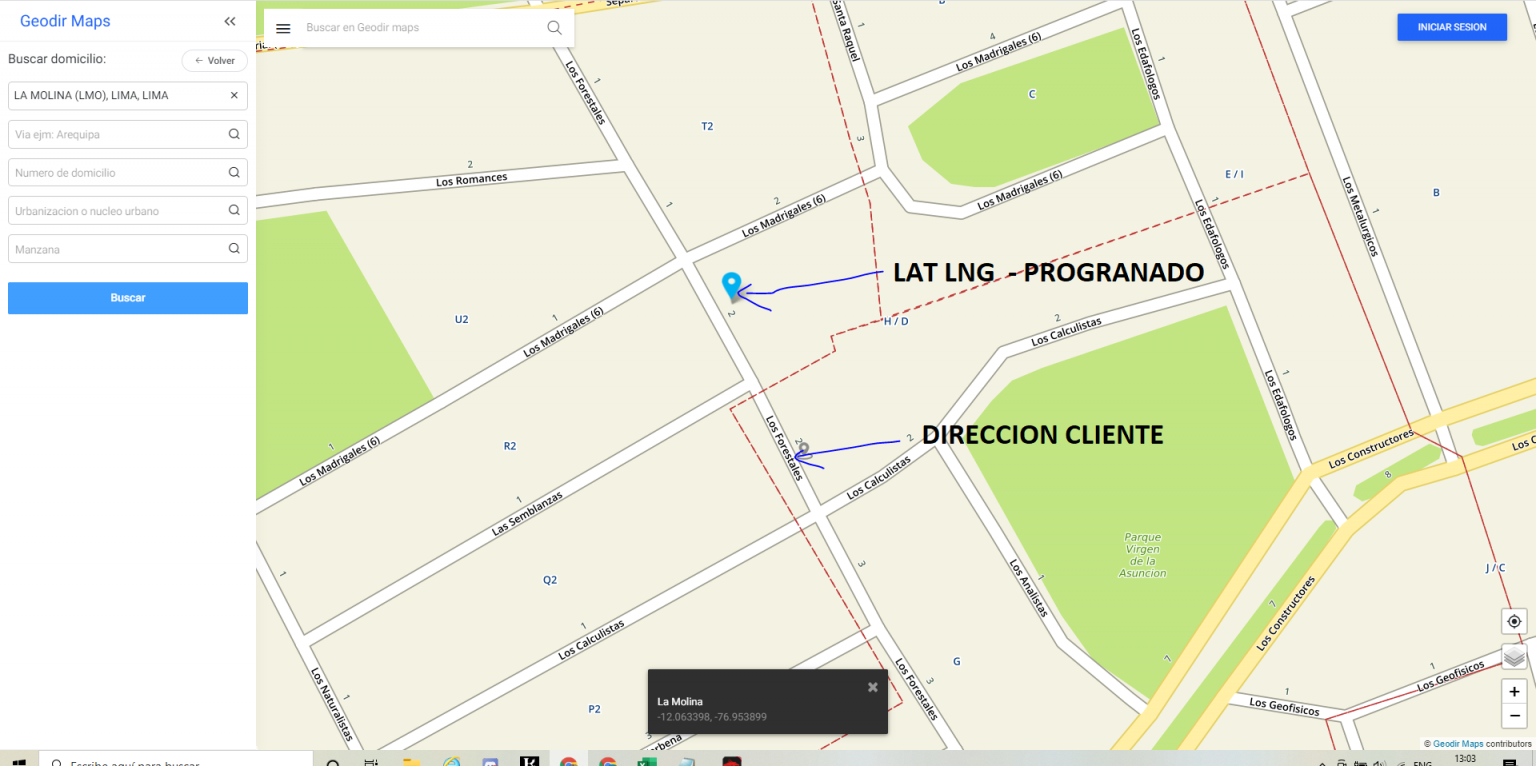 Geodir Maps
Buscar en Geodir maps
INICIAR SESION
Buscar domicilio:
← Volver
LA MOLINA (LMO), LIMA, LIMA
Via ejm: Arequipa
Numero de domicilio
Urbanizacion o nucleo urbano
Manzana
Buscar
Santa Raquel
1
4
Los Madrigales (6)
Los Edafologos
1
Los Forestales
1
C
T2
3
2
Los Romances
E / I
B
1
2
Los Madrigales (6)
Los Madrigales (6)
1
Los Edafologos
Los Metalurgicos
1
LAT LNG - PROGRANADO
2
U2
1
Los Madrigales (6)
H / D
2
Los Calculistas
1
Los Edafologos
DIRECCION CLIENTE
1
Los Madrigales (6)
R2
Los Forestales
2
2
Los Calculistas
Los Constructores
8
1
Las Semblanzas
Parque
Virgen
de la
Asuncion
1
Q2
3
Los Analistas
1
J / C
7
Los Constructores
1
Los Calculistas
7
G
Los Naturalistas
1
P2
Los Forestales
3
1
Los Geofisicos
1
Los Geofisicos
La Molina
-12.063398, -76.953899
+
−
© Geodir Maps contributors
Escribe aquí para buscar
ENG
13:03